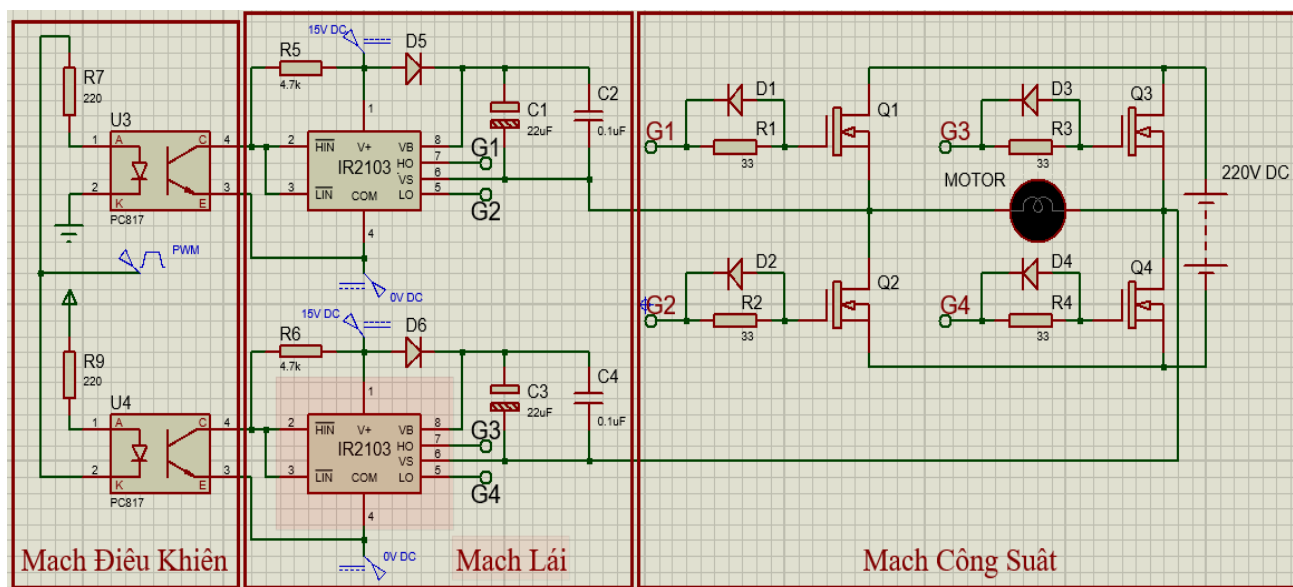 15V DC
R5
4.7k
D5
C1
22uF
C2
0.1uF
R7
220
U3
1
A
C
4
2
K
E
3
PC817
PWM
1
2
HIN
V+
VB
8
G1
IR2103
HO
7
VS
6
3
LIN
COM
LO
5
G2
4
0V DC
D1
G1
R1
33
Q1
D3
G3
R3
33
Q3
MOTOR
220V DC
D2
G2
R2
33
Q2
D4
G4
R4
33
Q4
15V DC
R6
4.7k
D6
C3
22uF
C4
0.1uF
R9
220
U4
1
A
C
4
2
K
E
3
PC817
1
2
HIN
V+
VB
8
G3
IR2103
HO
7
VS
6
3
LIN
COM
LO
5
G4
4
0V DC
Mach Điêu Khiên
Mach Lái
Mach Công Suât